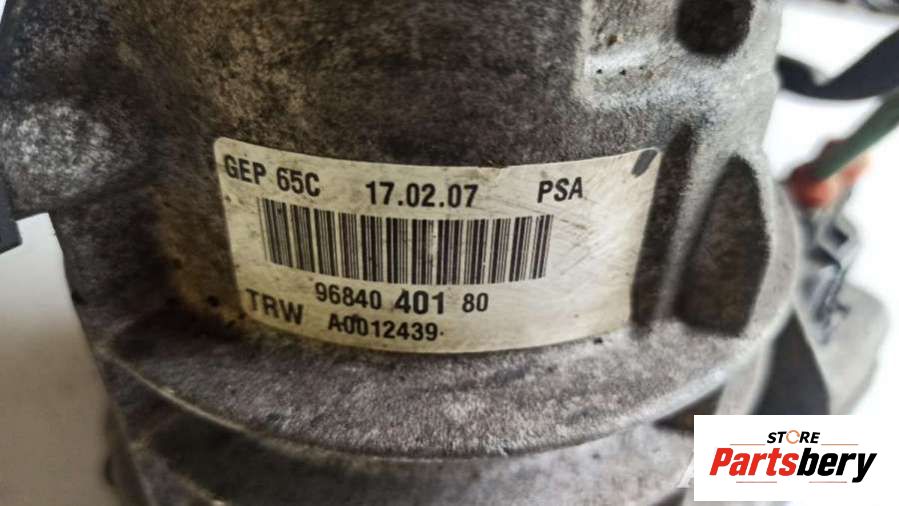 GEP 65C 17.02.07 PSA
96840 401 80
TRW A0012439
STORE
Partsbery